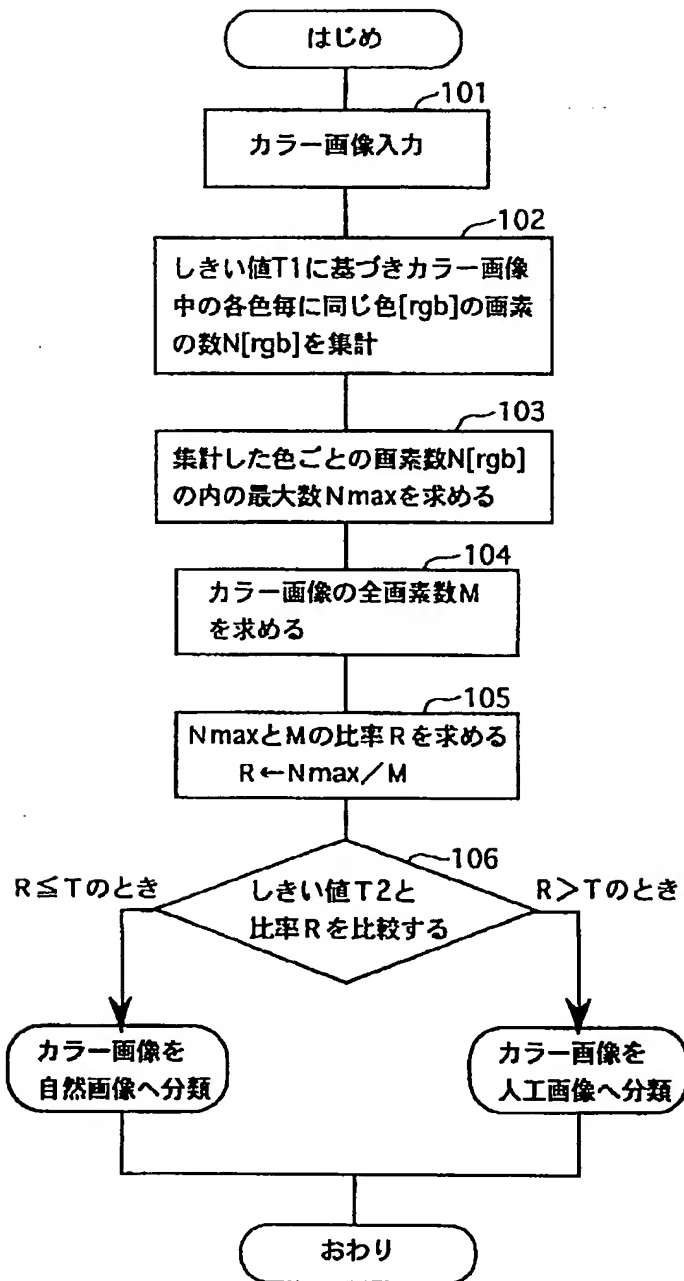 はじめ
101
カラー画像入力
102
しきい値T1に基づきカラー画像
中の各色毎に同じ色[rgb]の画素
の数N[rgb]を集計
103
集計した色ごとの画素数N[rgb]
の内の最大数Nmaxを求める
104
カラー画像の全画素数M
を求める
105
NmaxとMの比率Rを求める
R←Nmax／M
106
R≦Tのとき
しきい値T2と
比率Rを比較する
R＞Tのとき
カラー画像を
自然画像へ分類
カラー画像を
人工画像へ分類
おわり